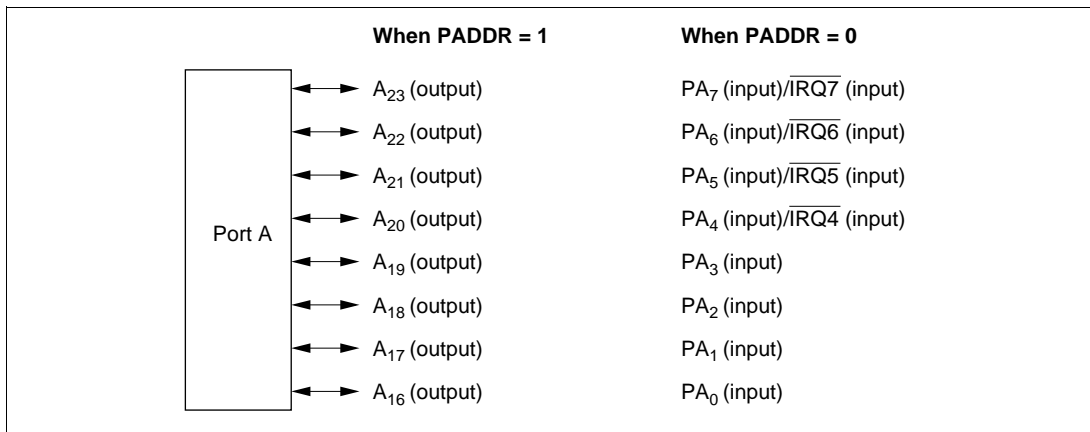 When PADDR = 1 When PADDR = 0
A23 (output) PA7 (input)/IRQ7 (input)
A22 (output) PA6 (input)/IRQ6 (input)
A21 (output) PA5 (input)/IRQ5 (input)
A20 (output) PA4 (input)/IRQ4 (input)
Port A
A19 (output) PA3 (input)
A18 (output) PA2 (input)
A17 (output) PA1 (input)
A16 (output) PA0 (input)